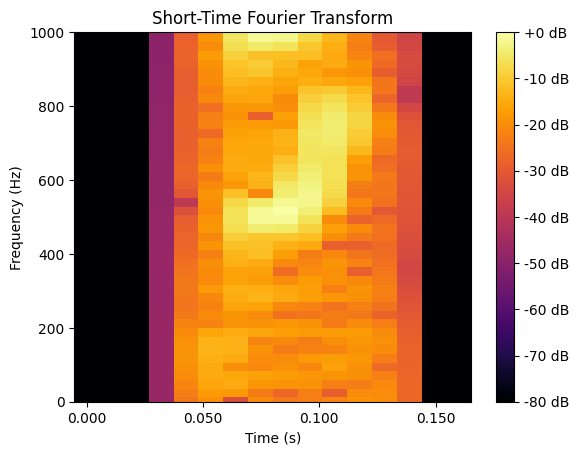 Short-Time Fourier Transform
1000
800
600
400
200
0
Frequency (Hz)
0.000
0.050
0.100
0.150
Time (s)
+0 dB
-10 dB
-20 dB
-30 dB
-40 dB
-50 dB
-60 dB
-70 dB
-80 dB